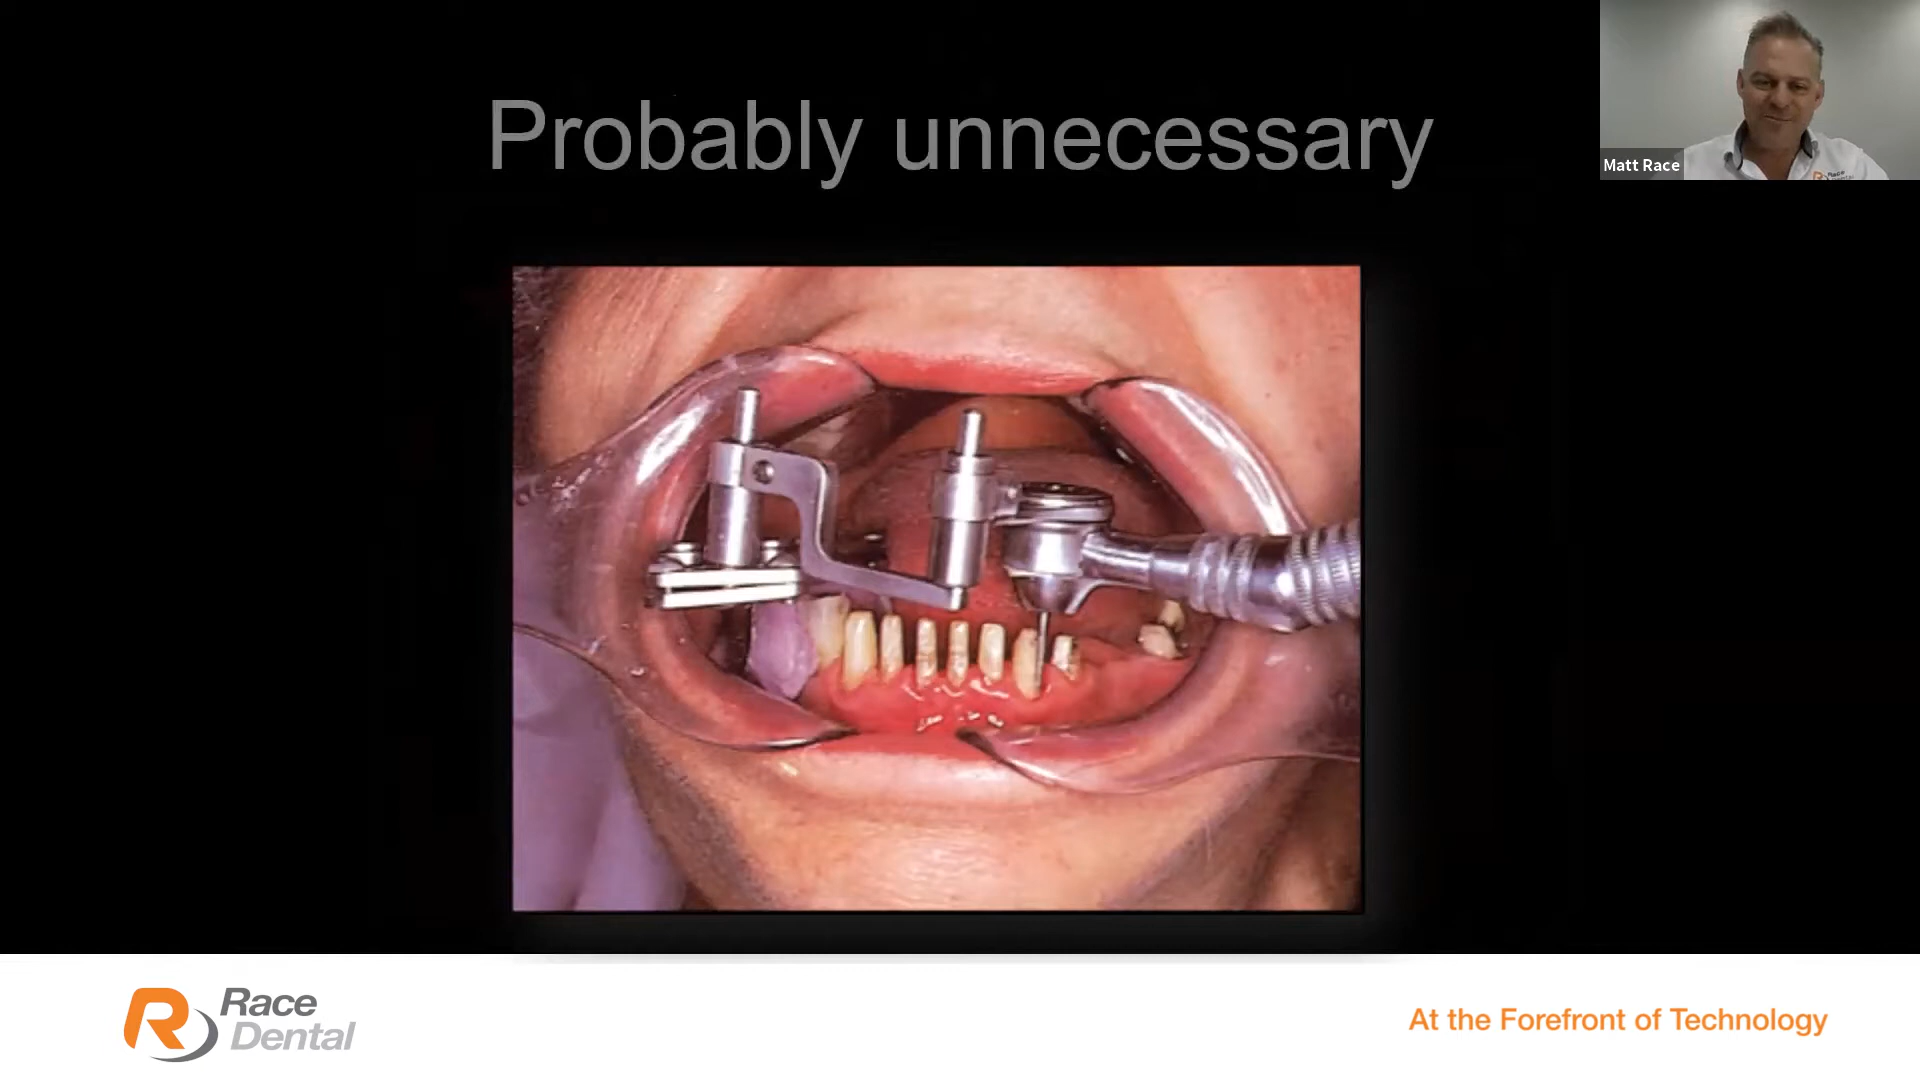 Probably unnecessary
Matt Race
Race
Dental
At the Forefront of Technology